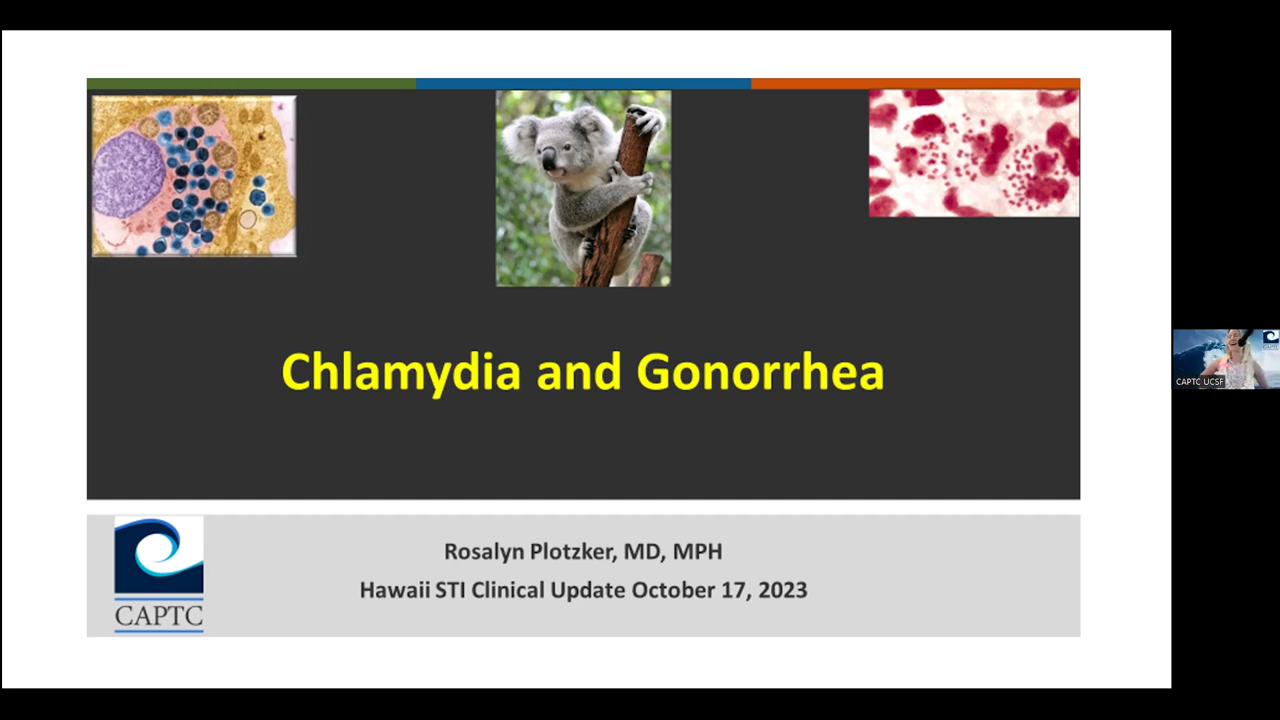 Chlamydia and Gonorrhea
CAPTC
Rosalyn Plotzker, MD, MPH
Hawaii STI Clinical Update October 17, 2023
CAPTC UCSF